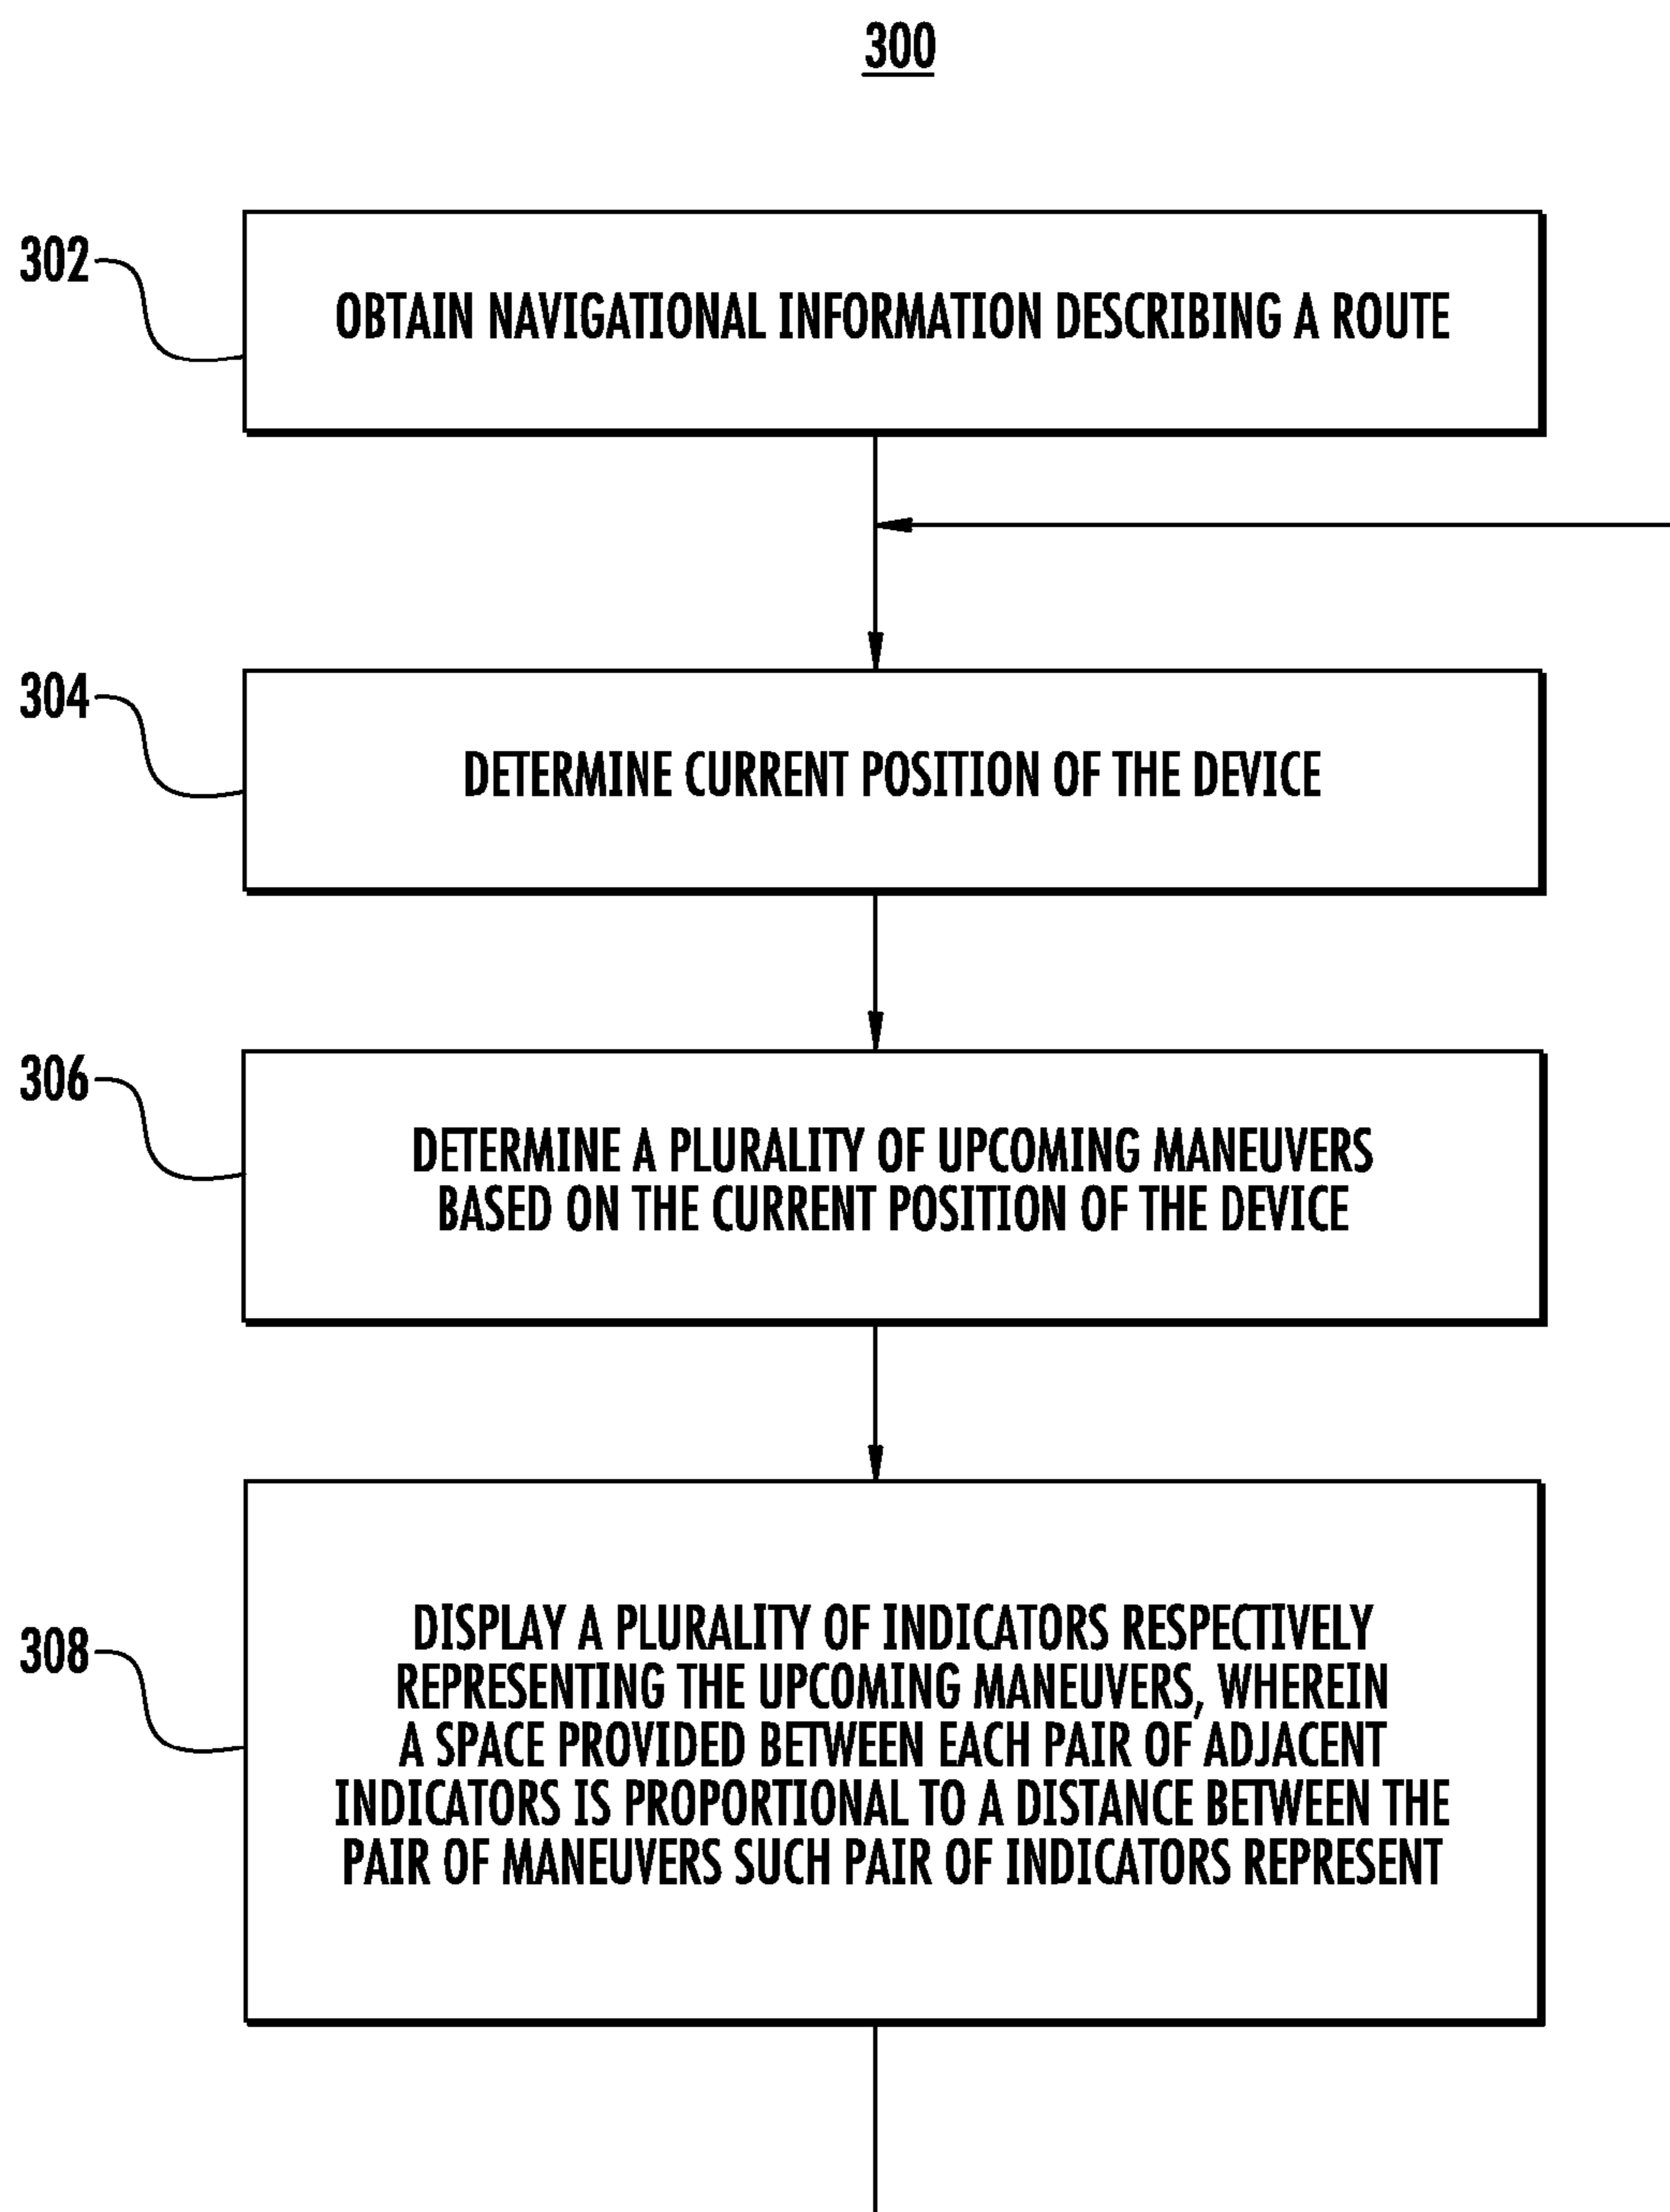 300
302
OBTAIN NAVIGATIONAL INFORMATION DESCRIBING A ROUTE
304
DETERMINE CURRENT POSITION OF THE DEVICE
306
DETERMINE A PLURALITY OF UPCOMING MANEUVERS
BASED ON THE CURRENT POSITION OF THE DEVICE
308
DISPLAY A PLURALITY OF INDICATORS RESPECTIVELY
REPRESENTING THE UPCOMING MANEUVERS, WHEREIN
A SPACE PROVIDED BETWEEN EACH PAIR OF ADJACENT
INDICATORS IS PROPORTIONAL TO A DISTANCE BETWEEN THE
PAIR OF MANEUVERS SUCH PAIR OF INDICATORS REPRESENT